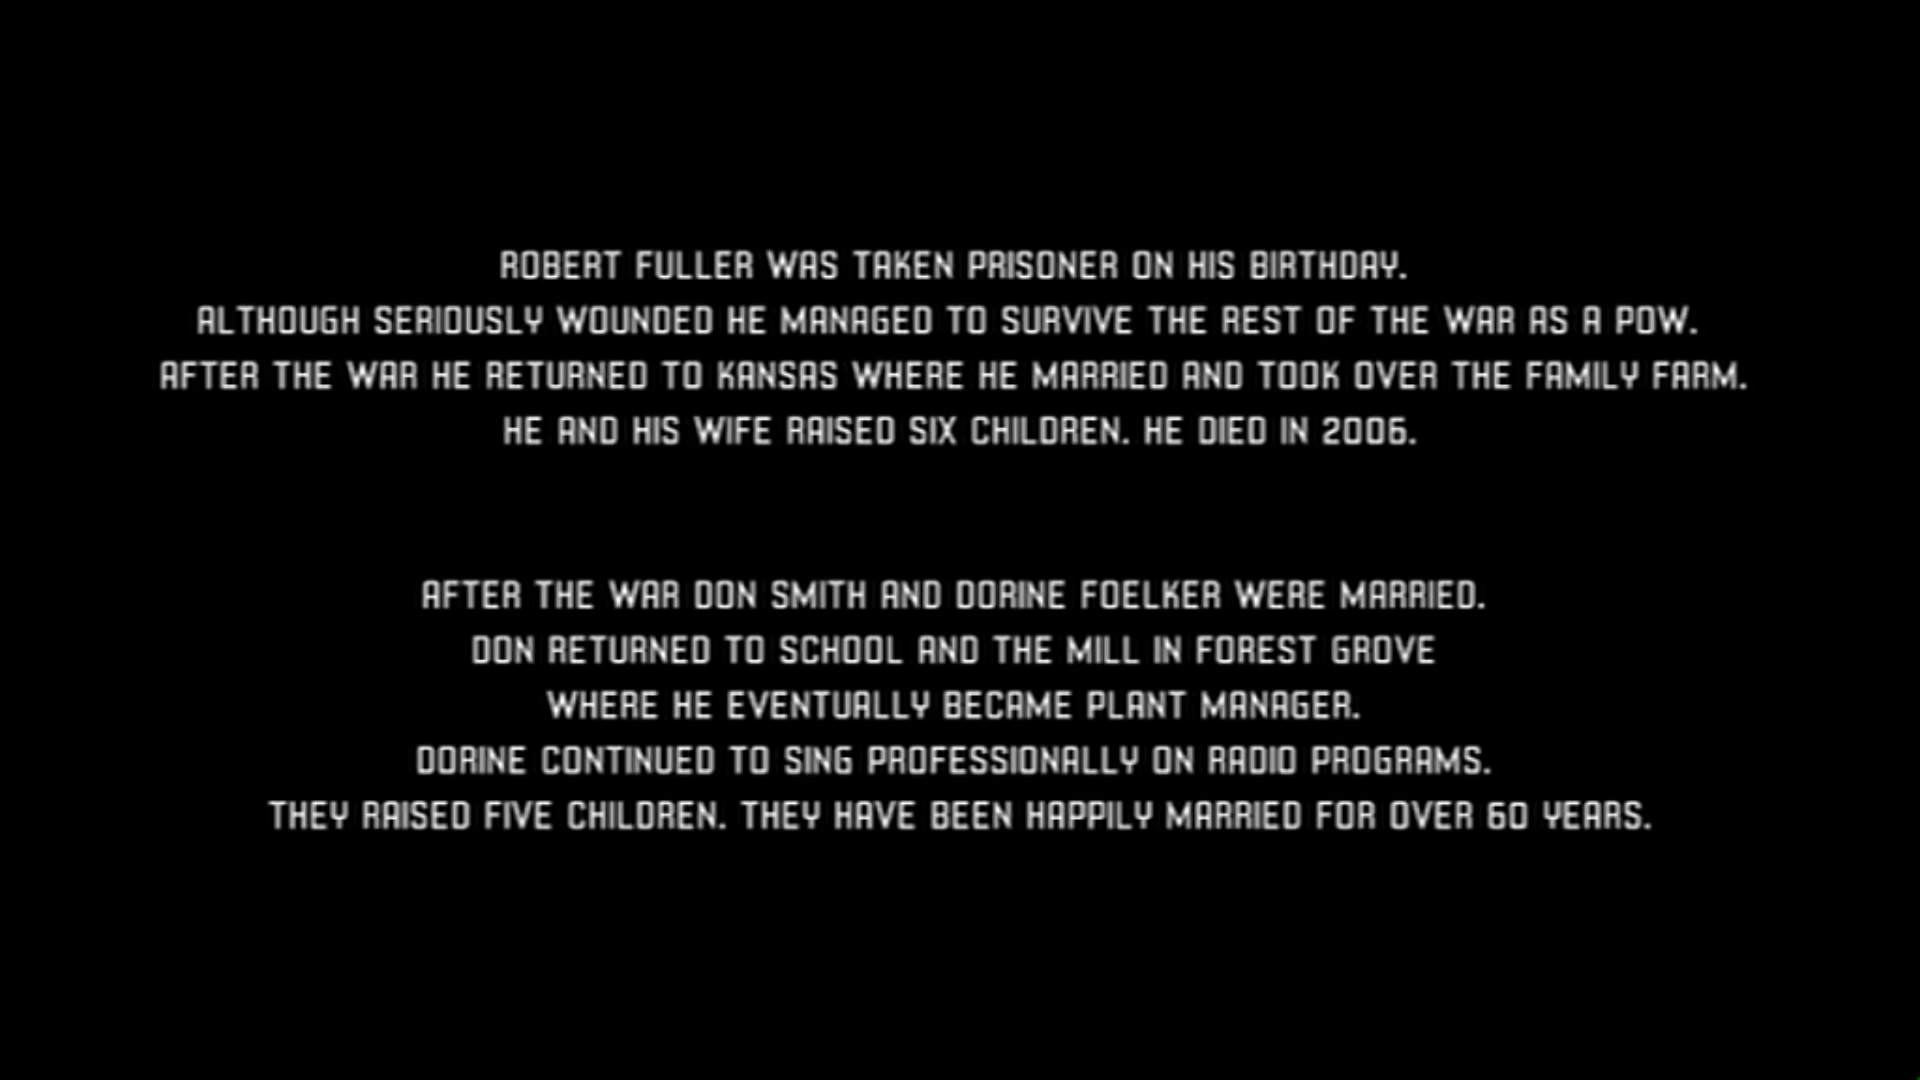 ROBERT FULLER WAS TAKEN PRISONER ON HIS BIRTHDAY.
ALTHOUGH SERIOUSLY WOUNDED HE MANAGED TO SURVIVE THE REST OF THE WAR AS A POW.
AFTER THE WAR HE RETURNED TO KANSAS WHERE HE MARRIED AND TOOK OVER THE FAMILY FARM.
HE AND HIS WIFE RAISED SIX CHILDREN. HE DIED IN 2006.
AFTER THE WAR DON SMITH AND DORINE FOELKER WERE MARRIED.
DON RETURNED TO SCHOOL AND THE MILL IN FOREST GROVE
WHERE HE EVENTUALLY BECAME PLANT MANAGER.
DORINE CONTINUED TO SING PROFESSIONALLY ON RADIO PROGRAMS.
THEY RAISED FIVE CHILDREN. THEY HAVE BEEN HAPPILY MARRIED FOR OVER 60 YEARS.